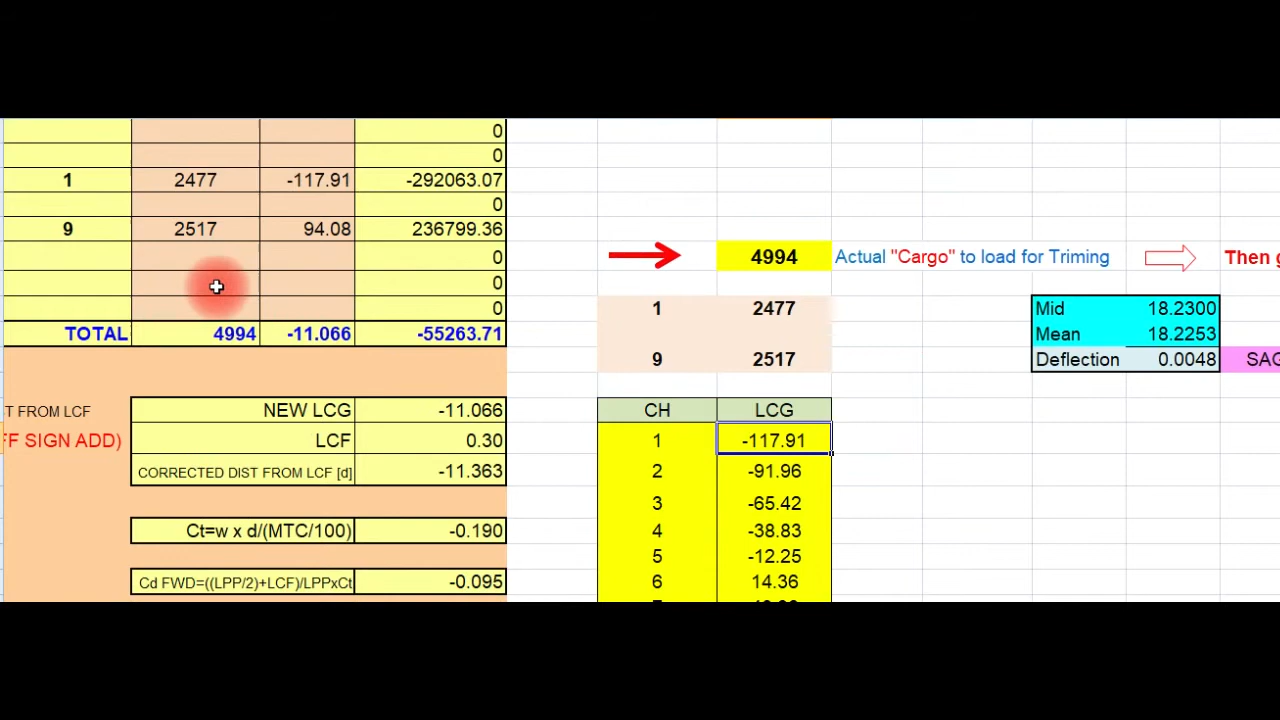 0
0
1 2477 -117.91 -292063.07
0
9 2517 94.08 236799.36
0
0
0
TOTAL 4994 -11.066 -55263.71
T FROM LCF NEW LCG -11.066
FF SIGN ADD) LCF 0.30
CORRECTED DIST FROM LCF [d] -11.363
Ct=w x d/(MTC/100) -0.190
Cd FWD=((LPP/2)+LCF)/LPPxCt -0.095
4994 Actual "Cargo" to load for Triming Then g
1 2477
9 2517
Mid 18.2300
Mean 18.2253
Deflection 0.0048 SAG
CH LCG
1 -117.91
2 -91.96
3 -65.42
4 -38.83
5 -12.25
6 14.36